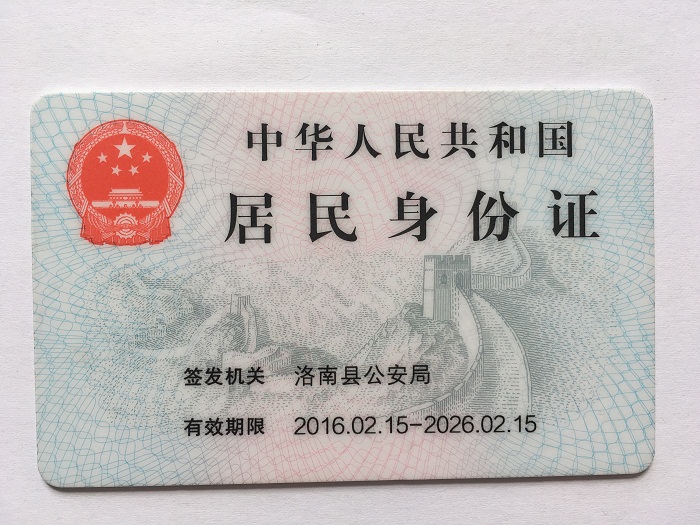 中华人民共和国
居民身份证
签发机关 洛南县公安局
有效期限 2016.02.15-2026.02.15